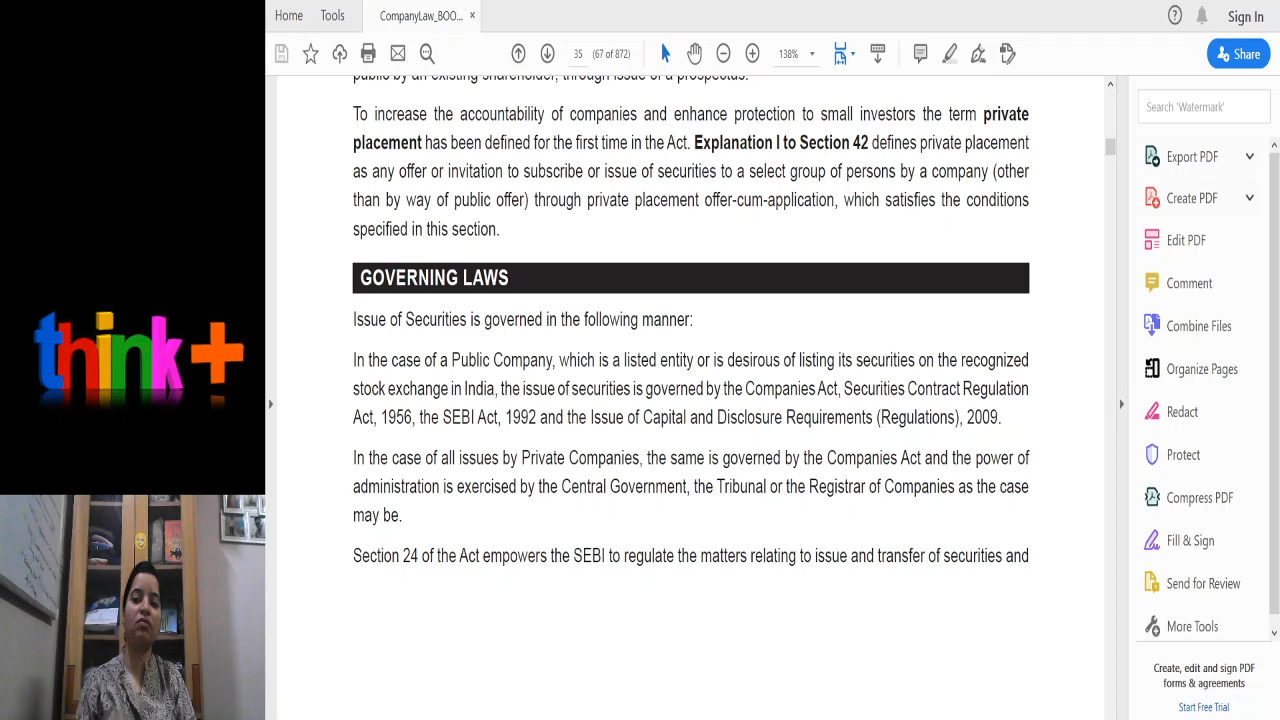 Home
Tools
CompanyLaw_BOO... ×
Sign In
35 (67 of 872)
138%
Share
public by an existing shareholder, through issue of a prospectus.
To increase the accountability of companies and enhance protection to small investors the term private
placement has been defined for the first time in the Act. Explanation I to Section 42 defines private placement
as any offer or invitation to subscribe or issue of securities to a select group of persons by a company (other
than by way of public offer) through private placement offer-cum-application, which satisfies the conditions
specified in this section.
GOVERNING LAWS
Issue of Securities is governed in the following manner:
In the case of a Public Company, which is a listed entity or is desirous of listing its securities on the recognized
stock exchange in India, the issue of securities is governed by the Companies Act, Securities Contract Regulation
Act, 1956, the SEBI Act, 1992 and the Issue of Capital and Disclosure Requirements (Regulations), 2009.
In the case of all issues by Private Companies, the same is governed by the Companies Act and the power of
administration is exercised by the Central Government, the Tribunal or the Registrar of Companies as the case
may be.
Section 24 of the Act empowers the SEBI to regulate the matters relating to issue and transfer of securities and
Search 'Watermark'
Export PDF
Create PDF
Edit PDF
Comment
Combine Files
Organize Pages
Redact
Protect
Compress PDF
Fill & Sign
Send for Review
More Tools
Create, edit and sign PDF
forms & agreements
Start Free Trial
think+